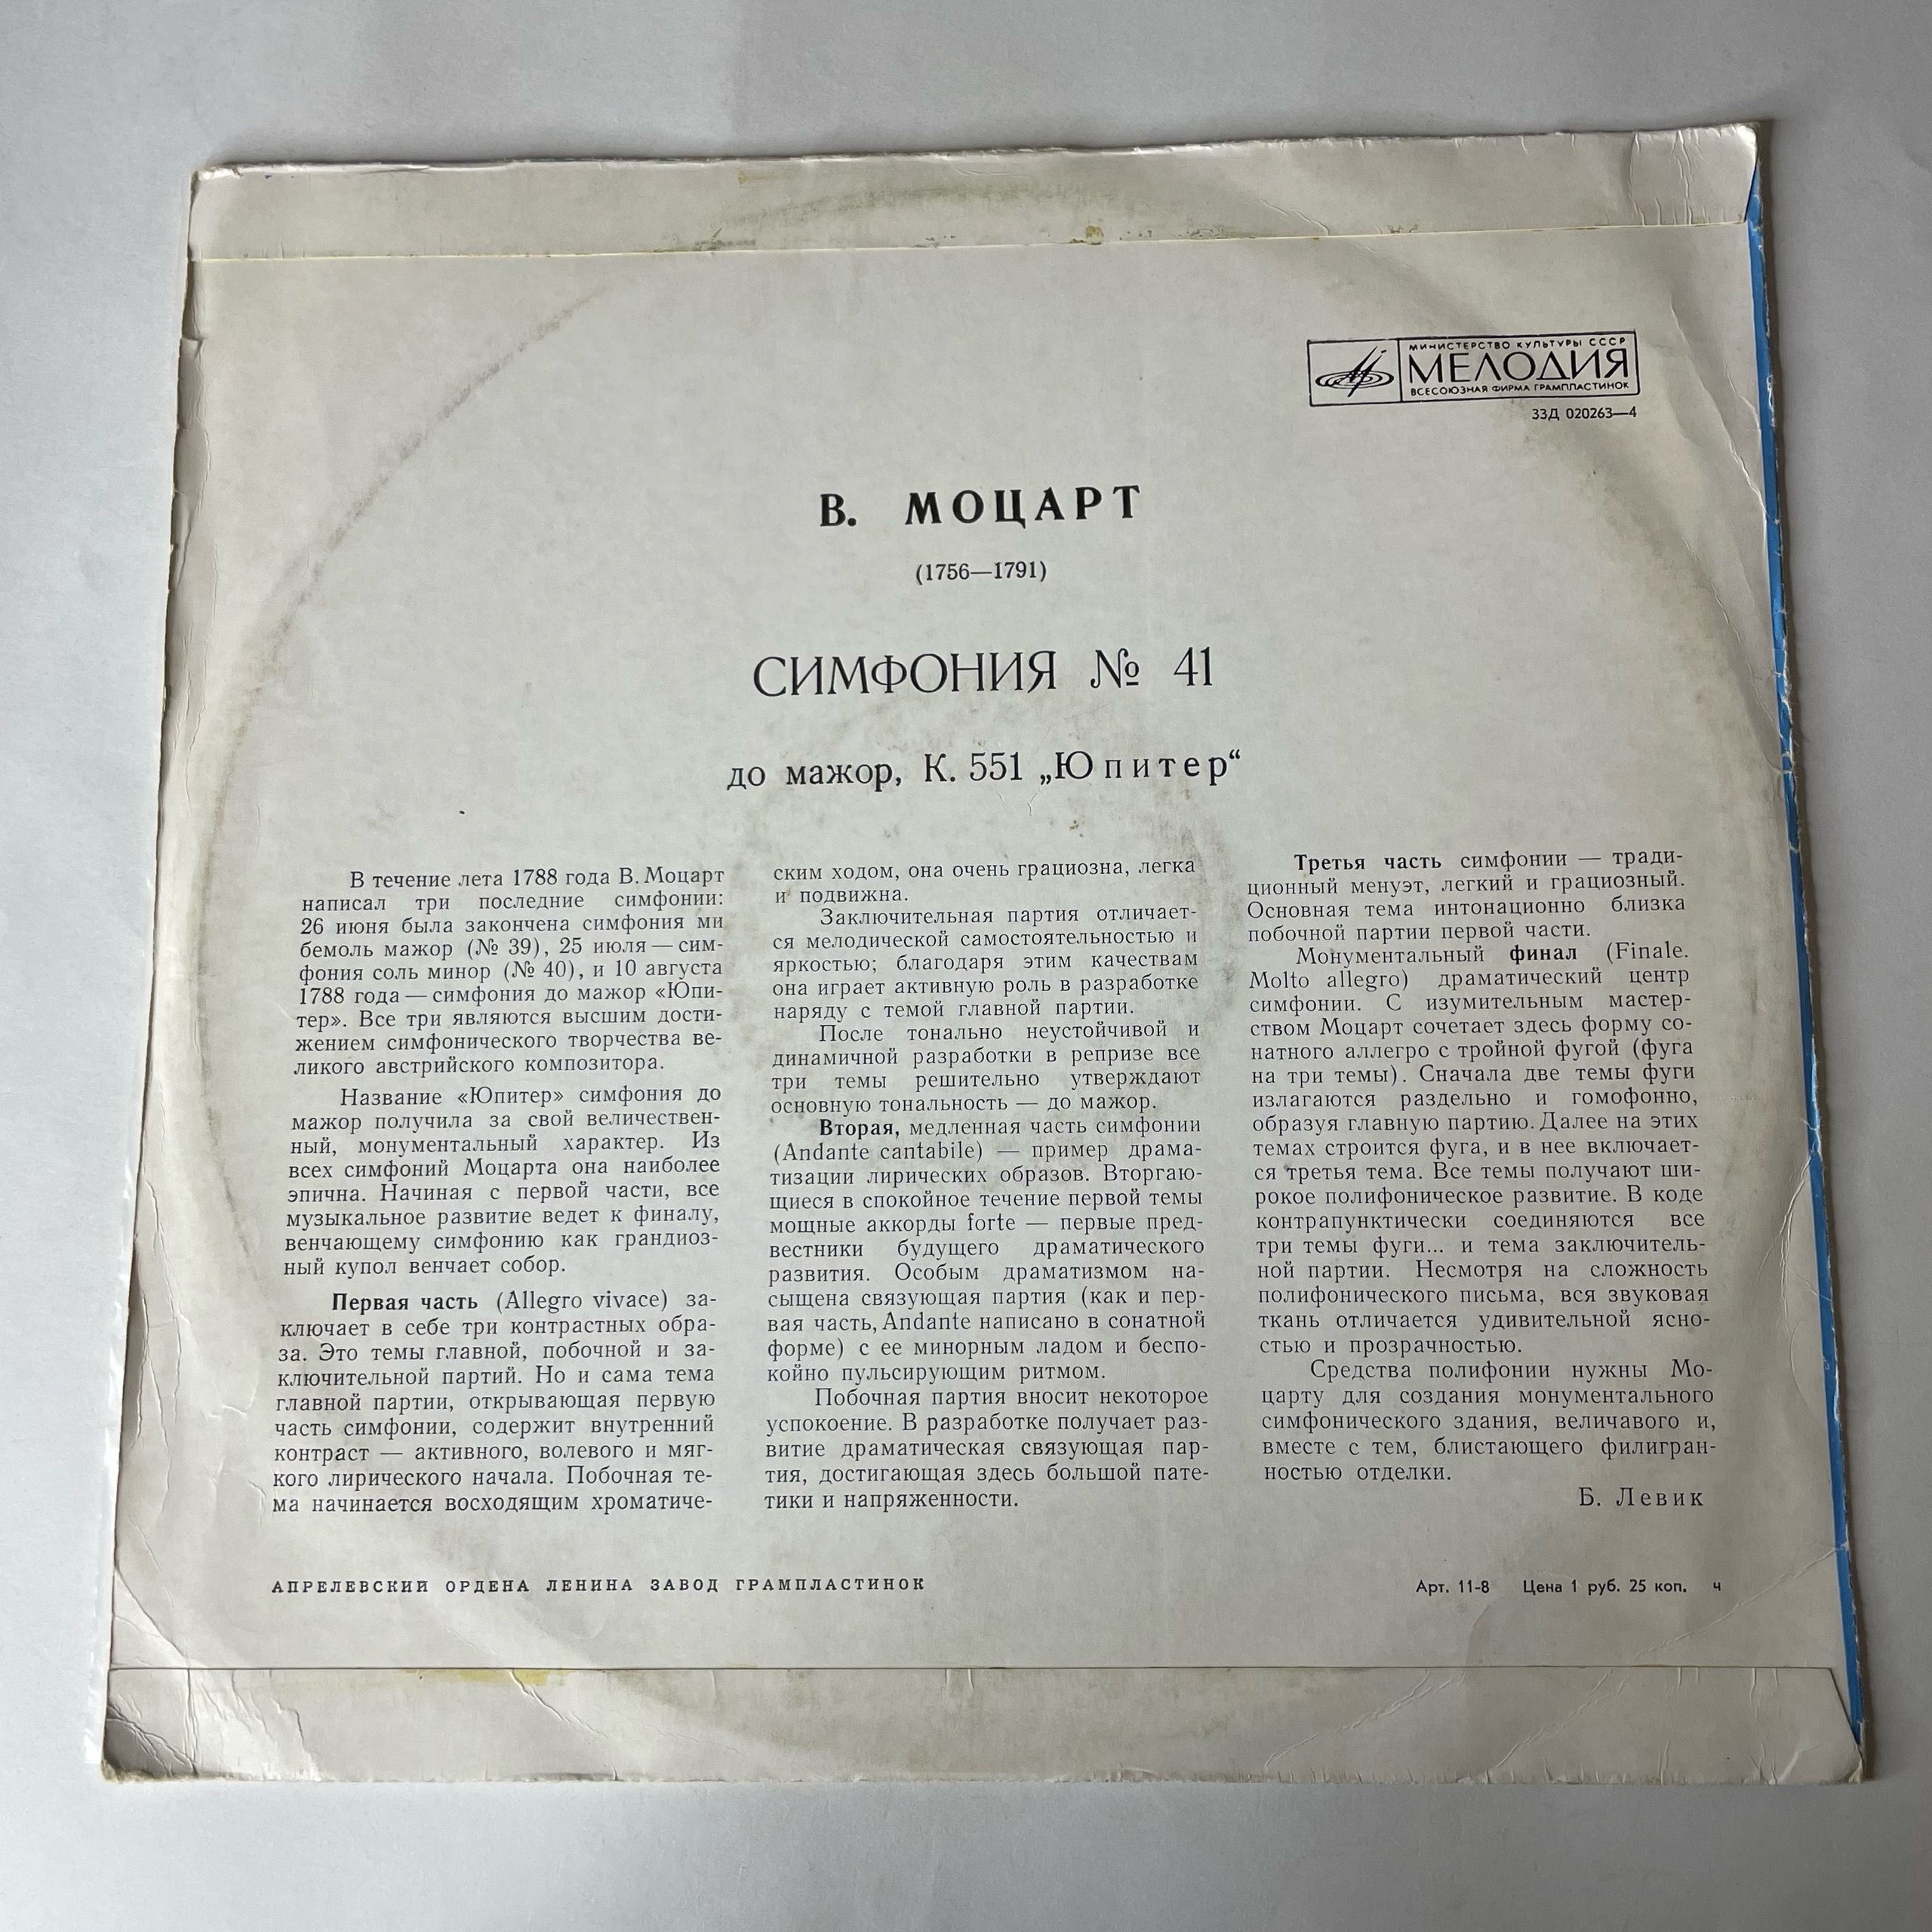 МИНИСТЕРСТВО КУЛЬТУРЫ СССР
МЕЛОДИЯ
ВСЕСОЮЗНАЯ ФИРМА ГРАМПЛАСТИНОК
33Д 020263—4
В. МОЦАРТ
(1756—1791)
СИМФОНИЯ № 41
до мажор, К. 551 „Юпитер“
В течение лета 1788 года В. Моцарт
написал три последние симфонии:
26 июня была закончена симфония ми
бемоль мажор (№ 39), 25 июля — сим-
фония соль минор (№ 40), и 10 августа
1788 года — симфония до мажор «Юпи-
тер». Все три являются высшим дости-
жением симфонического творчества ве-
ликого австрийского композитора.
Название «Юпитер» симфония до
мажор получила за свой величествен-
ный, монументальный характер. Из
всех симфоний Моцарта она наиболее
эпична. Начиная с первой части, все
музыкальное развитие ведет к финалу,
венчающему симфонию как грандиоз-
ный купол венчает собор.
Первая часть (Allegro vivace) за-
ключает в себе три контрастных обра-
за. Это темы главной, побочной и за-
ключительной партий. Но и сама тема
главной партии, открывающая первую
часть симфонии, содержит внутренний
контраст — активного, волевого и мяг-
кого лирического начала. Побочная те-
ма начинается восходящим хроматиче-
ским ходом, она очень грациозна, легка
и подвижна.
Заключительная партия отличает-
ся мелодической самостоятельностью и
яркостью; благодаря этим качествам
она играет активную роль в разработке
наряду с темой главной партии.
После тонально неустойчивой и
динамичной разработки в репризе все
три темы решительно утверждают
основную тональность — до мажор.
Вторая, медленная часть симфонии
(Andante cantabile) — пример драма-
тизации лирических образов. Вторгаю-
щиеся в спокойное течение первой темы
мощные аккорды forte — первые пред-
вестники будущего драматического
развития. Особым драматизмом на-
сыщена связующая партия (как и пер-
вая часть, Andante написано в сонатной
форме) с ее минорным ладом и беспо-
койно пульсирующим ритмом.
Побочная партия вносит некоторое
успокоение. В разработке получает раз-
витие драматическая связующая пар-
тия, достигающая здесь большой пате-
тики и напряженности.
Третья часть симфонии — тради-
ционный менуэт, легкий и грациозный.
Основная тема интонационно близка
побочной партии первой части.
Монументальный финал (Finale.
Molto allegro) драматический центр
симфонии. С изумительным мастер-
ством Моцарт сочетает здесь форму со-
натного аллегро с тройной фугой (фуга
на три темы). Сначала две темы фуги
излагаются раздельно и гомофонно,
образуя главную партию. Далее на этих
темах строится фуга, и в нее включает-
ся третья тема. Все темы получают ши-
рокое полифоническое развитие. В коде
контрапунктически соединяются все
три темы фуги... и тема заключитель-
ной партии. Несмотря на сложность
полифонического письма, вся звуковая
ткань отличается удивительной ясно-
стью и прозрачностью.
Средства полифонии нужны Мо-
царту для создания монументального
симфонического здания, величавого и,
вместе с тем, блистающего филигран-
ностью отделки.
Б. Левик
АПРЕЛЕВСКИЙ ОРДЕНА ЛЕНИНА ЗАВОД ГРАМПЛАСТИНОК
Арт. 11-8 Цена 1 руб. 25 коп. ч